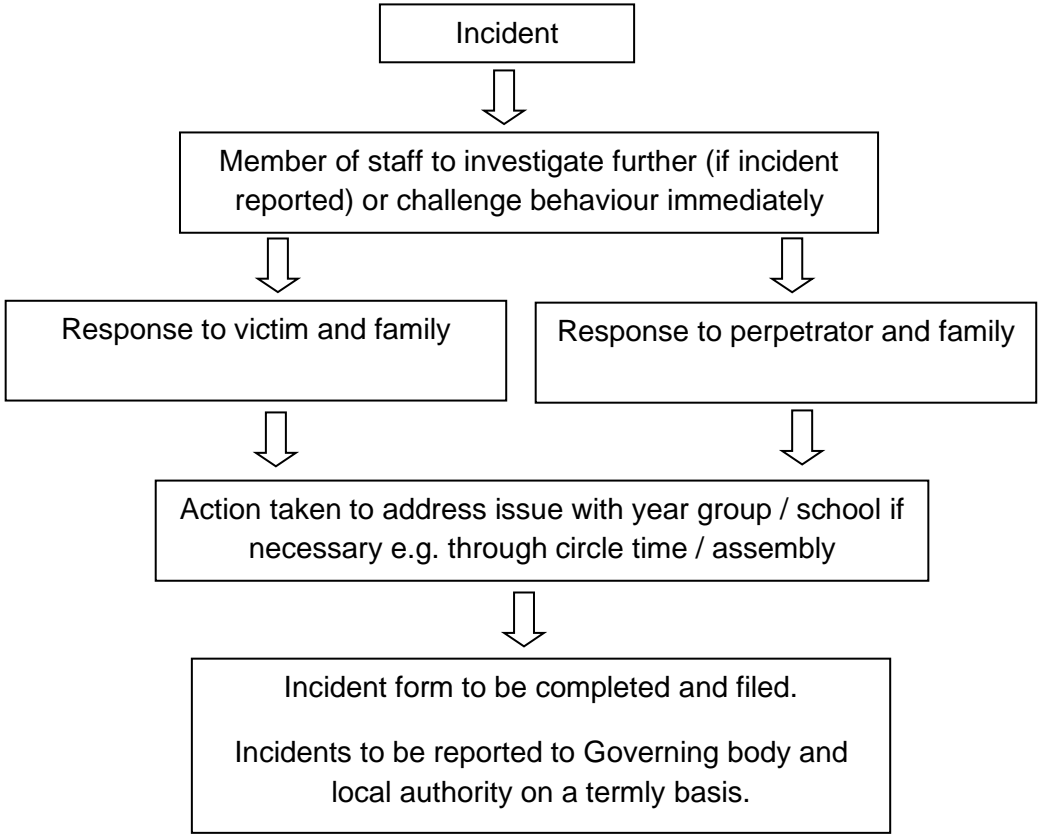 Incident
Member of staff to investigate further (if incident
reported) or challenge behaviour immediately
Response to victim and family
Response to perpetrator and family
Action taken to address issue with year group / school if
necessary e.g. through circle time / assembly
Incident form to be completed and filed.
Incidents to be reported to Governing body and
local authority on a termly basis.